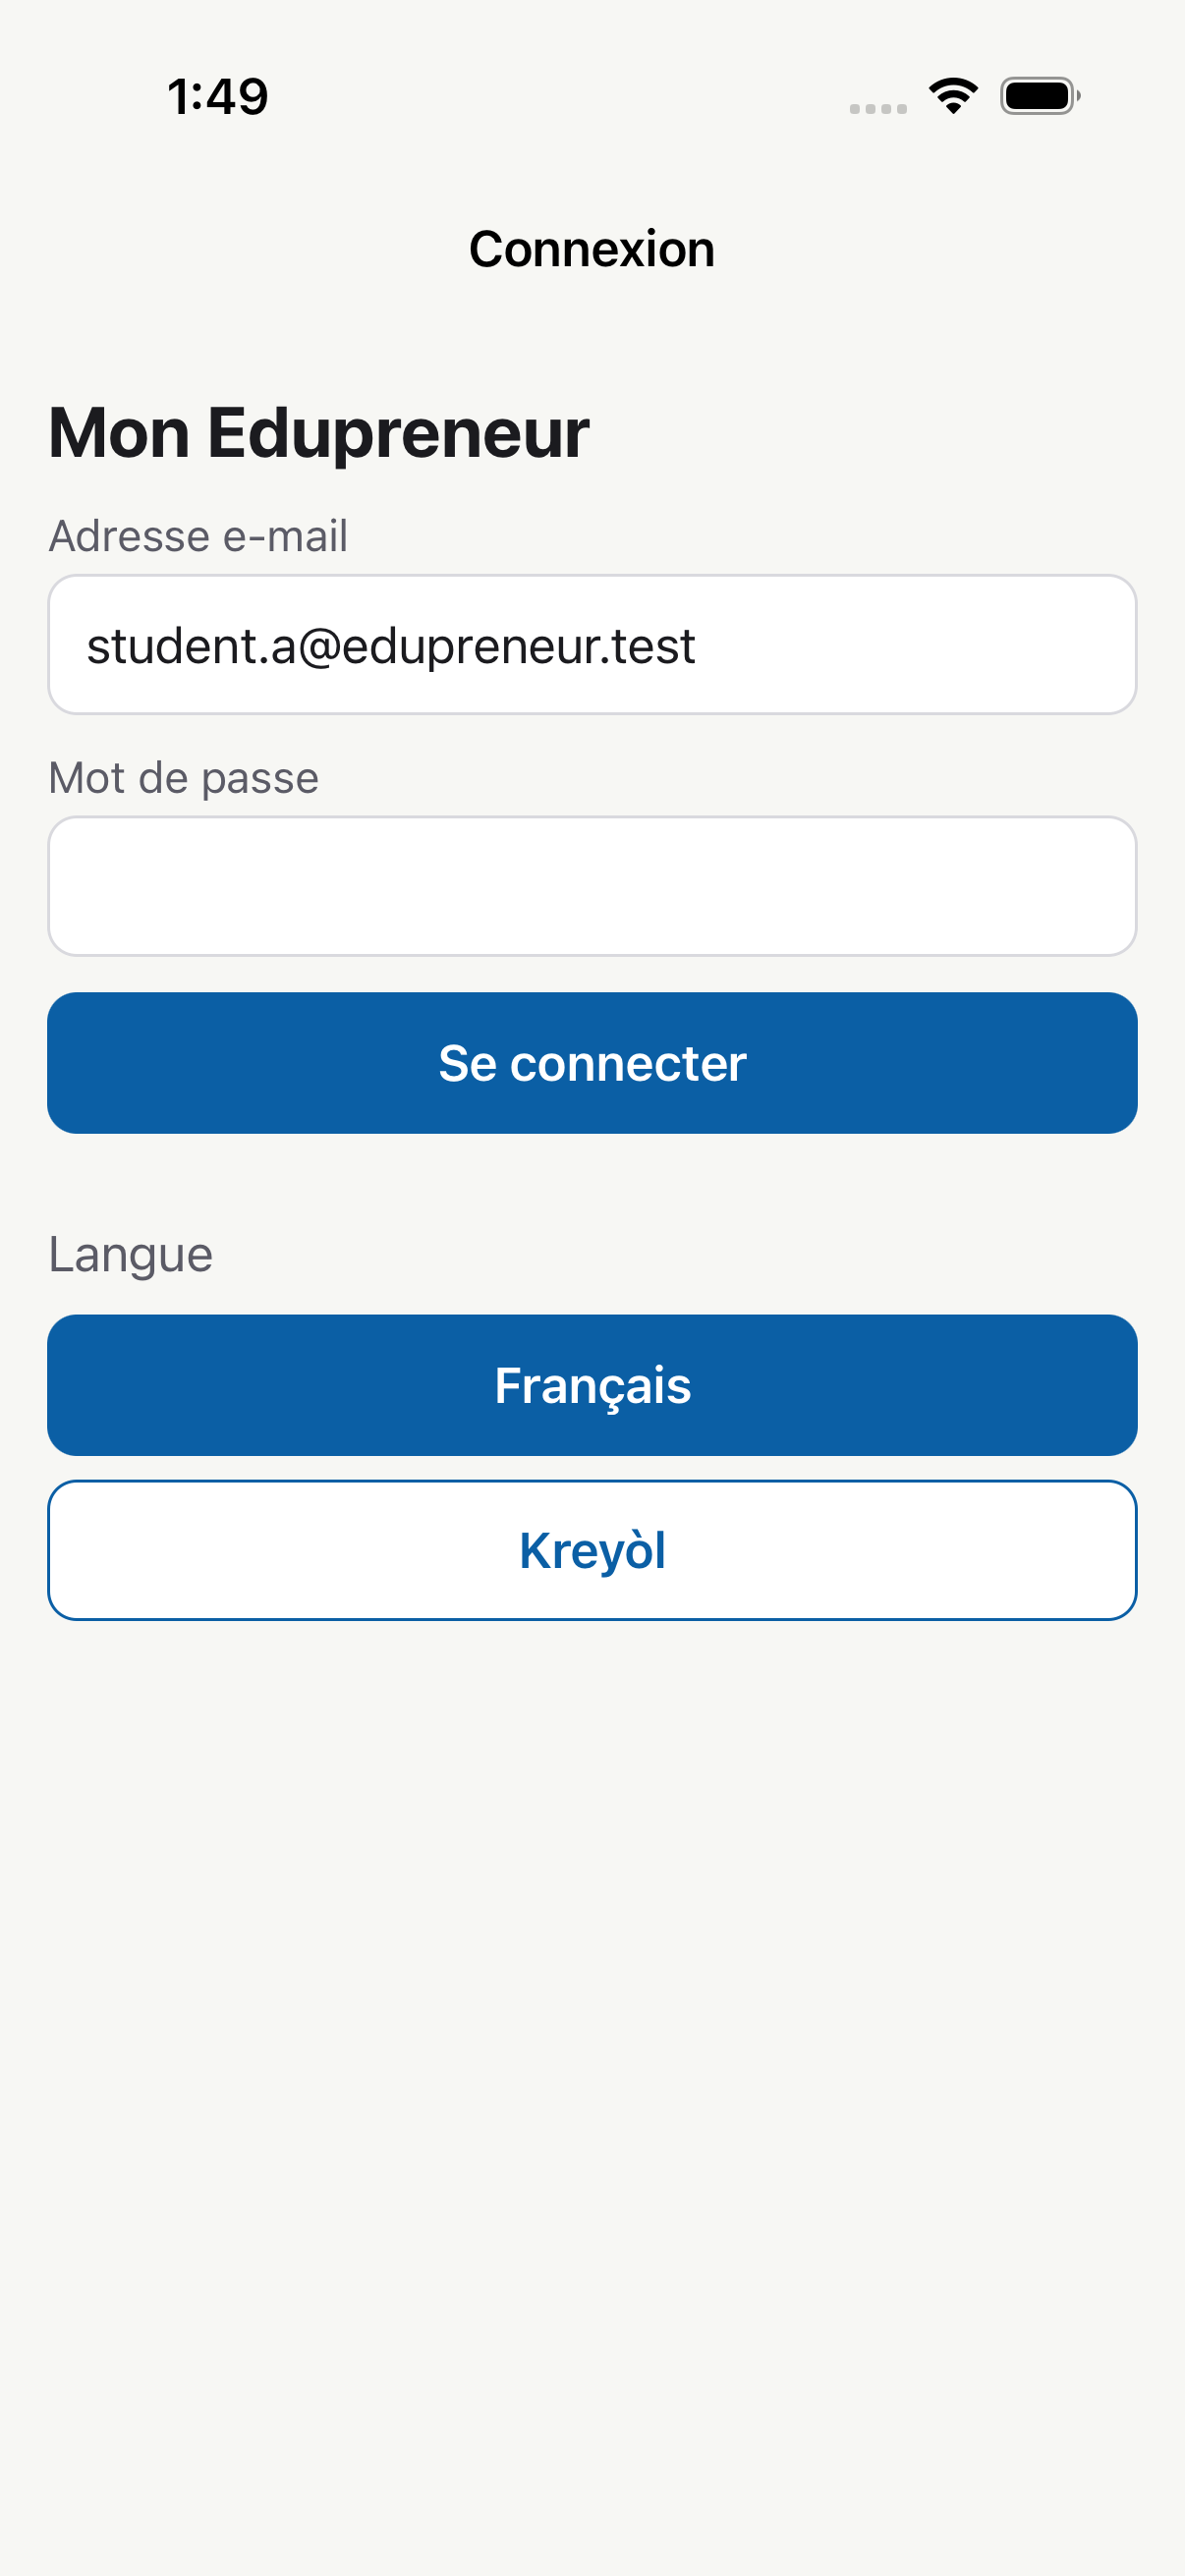 1:49
Connexion
Mon Edupreneur
Adresse e-mail
student.a@edupreneur.test
Mot de passe
Se connecter
Langue
Français
Kreyòl